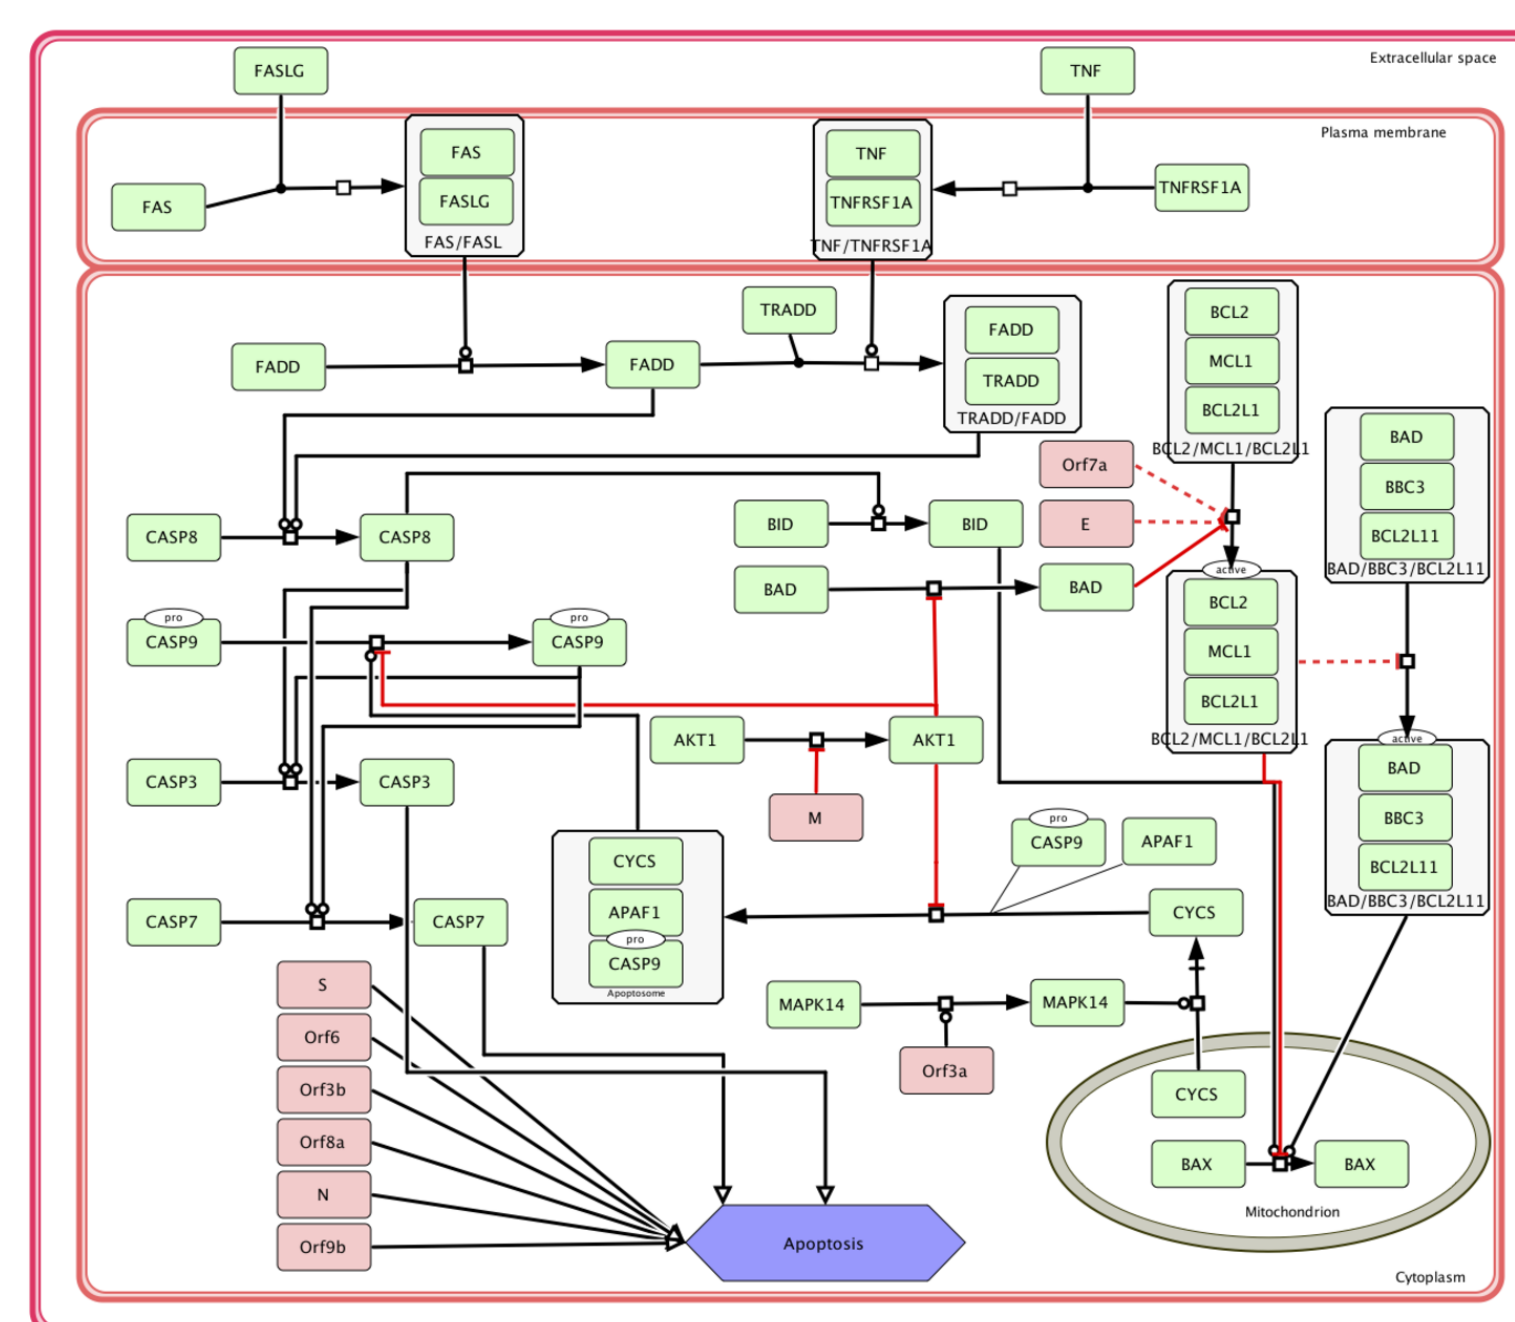 FASLG
TNF
Extracellular space
Plasma membrane
FAS
FASLG
FAS/FASL
FAS
TNF
TNFRSF1A
TNF/TNFRSF1A
TNFRSF1A
TRADD
FADD
FADD
FADD
TRADD
TRADD/FADD
BCL2
MCL1
BCL2L1
BCL2/MCL1/BCL2L1
BAD
BBC3
BCL2L11
BAD/BBC3/BCL2L11
Orf7a
E
CASP8
CASP8
BID
BID
BAD
BAD
active
BCL2
MCL1
BCL2L1
BCL2/MCL1/BCL2L1
pro
CASP9
pro
CASP9
AKT1
AKT1
M
active
BAD
BBC3
BCL2L11
BAD/BBC3/BCL2L11
CASP3
CASP3
pro
CASP9
APAF1
CYCS
APAF1
pro
CASP9
Apoptosome
CYCS
CASP7
CASP7
MAPK14
MAPK14
Orf3a
S
Orf6
Orf3b
Orf8a
N
Orf9b
CYCS
BAX
BAX
Mitochondrion
Apoptosis
Cytoplasm